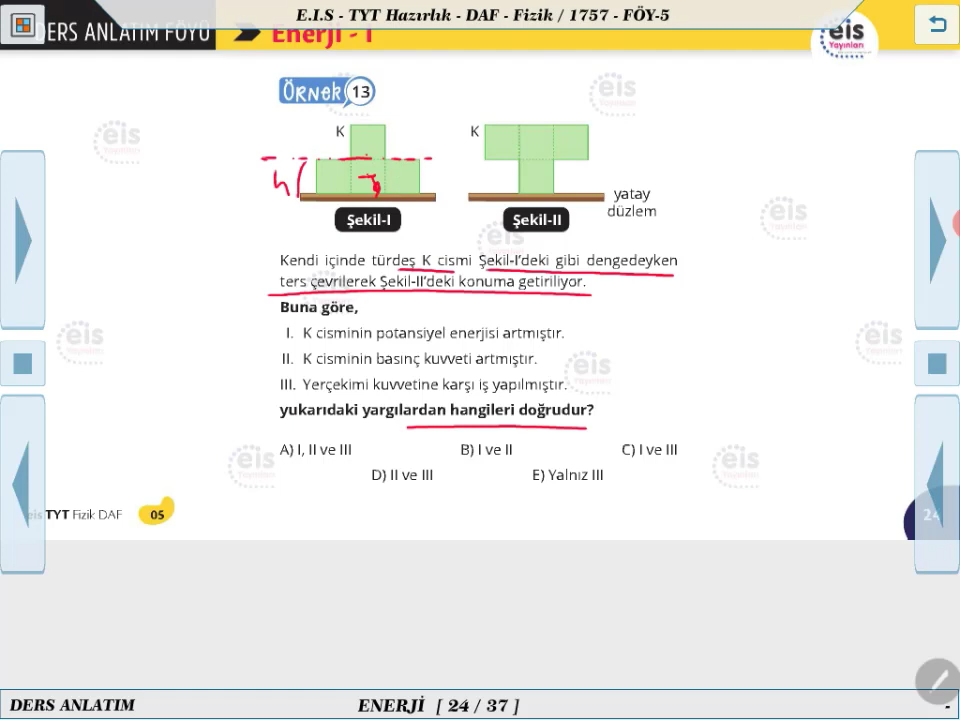 E.I.S - TYT Hazırlık - DAF - Fizik / 1757 - FÖY-5
DERS ANLATIM FÖYÜ
Enerji - I
eis
Yayınları
ÖRNEK 13
K
K
h
yatay
düzlem
Şekil-I
Şekil-II
Kendi içinde türdeş K cismi Şekil-I'deki gibi dengedeyken
ters çevrilerek Şekil-II'deki konuma getiriliyor.
Buna göre,
I. K cisminin potansiyel enerjisi artmıştır.
II. K cisminin basınç kuvveti artmıştır.
III. Yerçekimi kuvvetine karşı iş yapılmıştır.
yukarıdaki yargılardan hangileri doğrudur?
A) I, II ve III B) I ve II C) I ve III
D) II ve III E) Yalnız III
eis TYT Fizik DAF 05
24
DERS ANLATIM ENERJİ [ 24 / 37 ] -